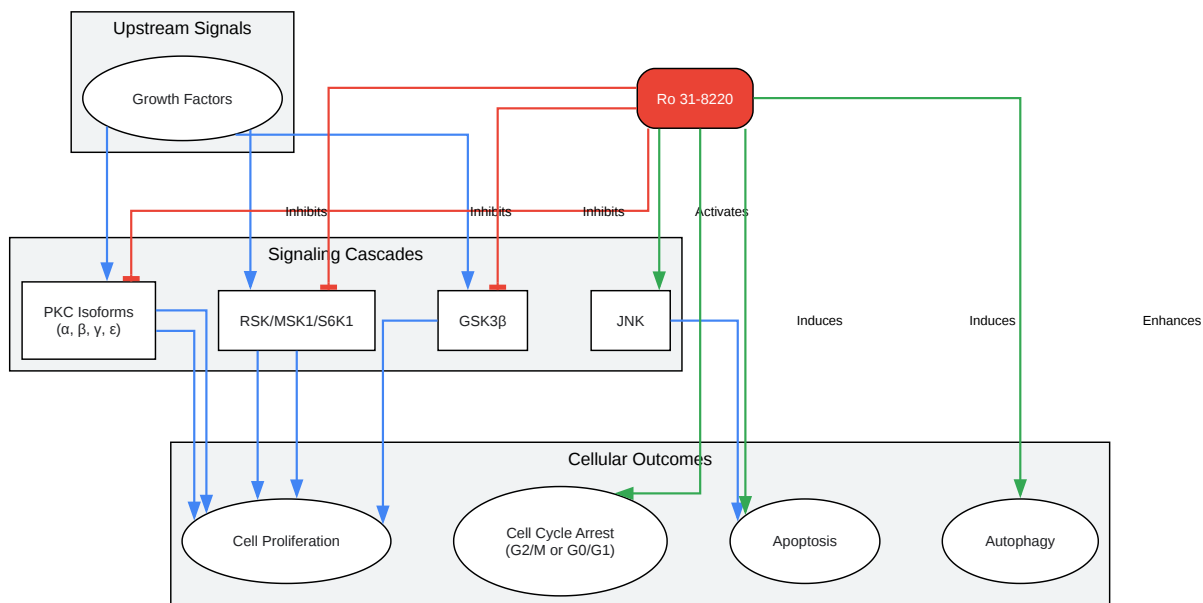 Upstream Signals
Growth Factors
Ro 31-8220
Inhibits
Inhibits
Inhibits
Activates
Signaling Cascades
PKC Isoforms
(α, β, γ, ε)
RSK/MSK1/S6K1
GSK3β
JNK
Induces
Induces
Enhances
Cellular Outcomes
Cell Proliferation
Cell Cycle Arrest
(G2/M or G0/G1)
Apoptosis
Autophagy